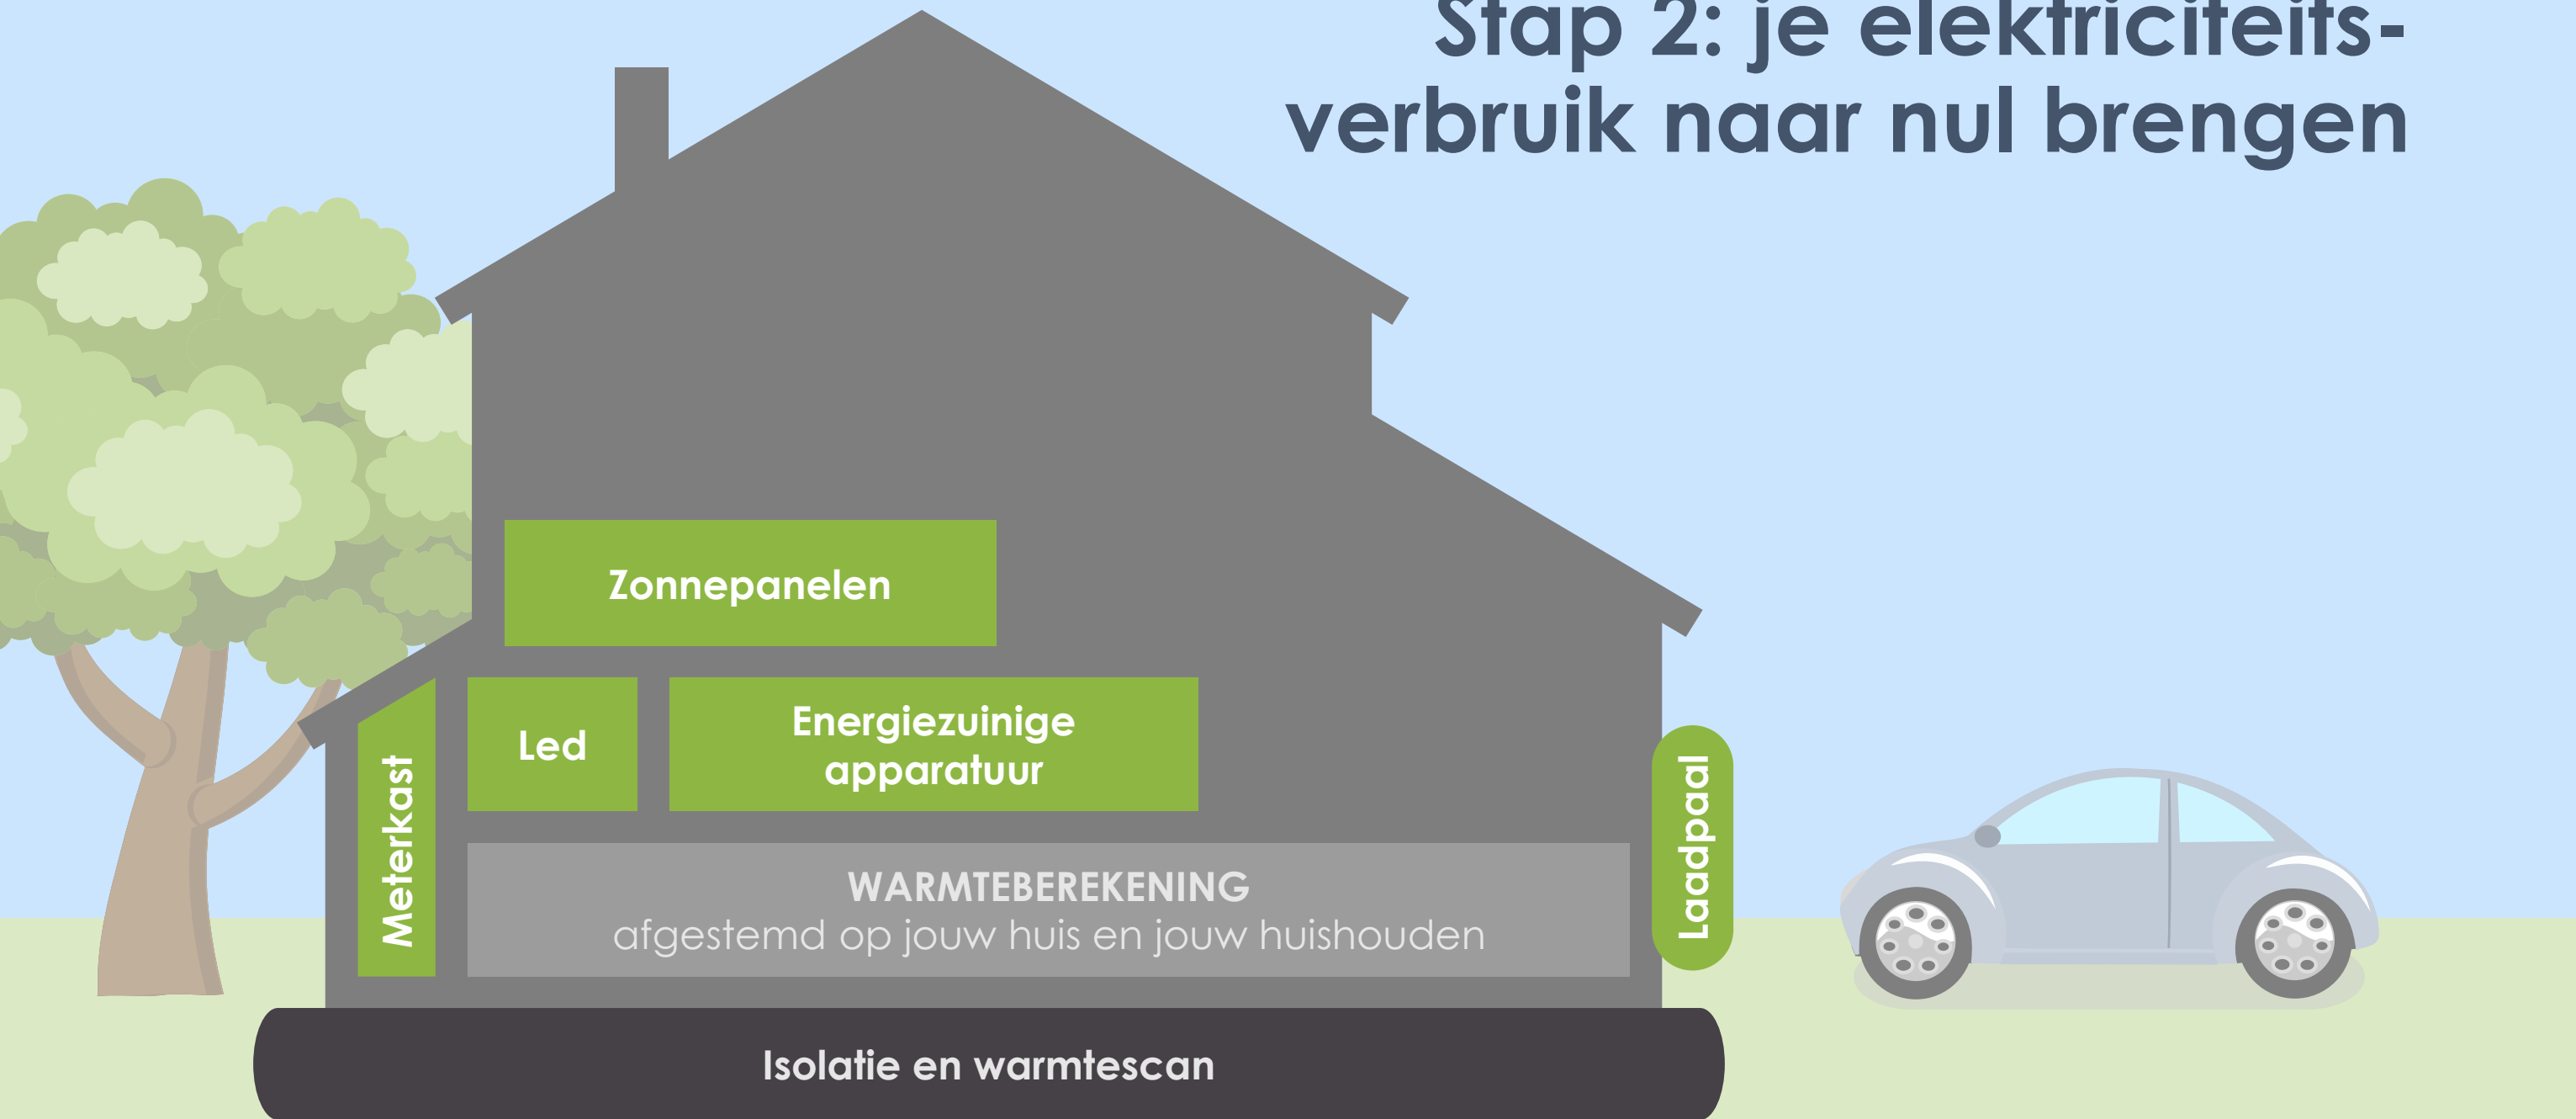 Stap 2: je elektriciteits-
verbruik naar nul brengen
Zonnepanelen
Led
Energiezuinige
apparatuur
Meterkast
Laadpaal
WARMTEBEREKENING
afgestemd op jouw huis en jouw huishouden
Isolatie en warmtescan